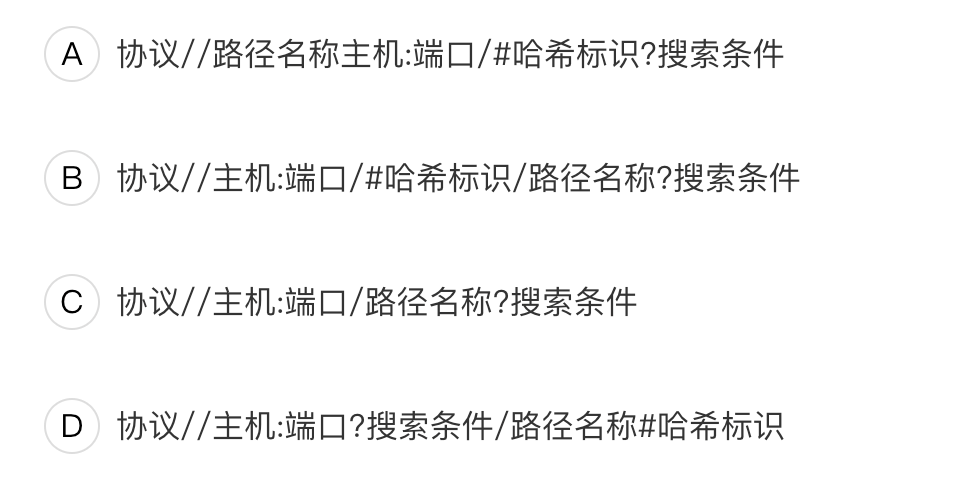 A 协议//路径名称主机:端口/#哈希标识?搜索条件
B 协议//主机:端口/#哈希标识/路径名称?搜索条件
C 协议//主机:端口/路径名称?搜索条件
D 协议//主机:端口?搜索条件/路径名称#哈希标识